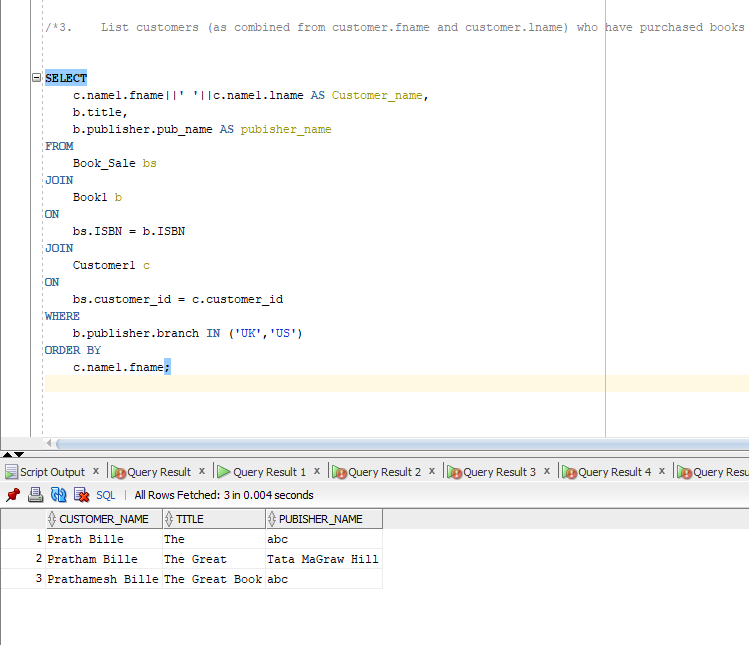 /*3.    List customers (as combined from customer.fname and customer.lname) who have purchased books
SELECT
    c.name1.fname||' '||c.name1.lname AS Customer_name,
    b.title,
    b.publisher.pub_name AS pubisher_name
FROM
    Book_Sale bs
JOIN
    Book1 b
ON
    bs.ISBN = b.ISBN
JOIN
    Customer1 c
ON
    bs.customer_id = c.customer_id
WHERE
    b.publisher.branch IN ('UK','US')
ORDER BY
    c.name1.fname;
Script Output x Query Result x Query Result 1 x Query Result 2 x Query Result 3 x Query Result 4 x Query Resu
SQL | All Rows Fetched: 3 in 0.004 seconds
CUSTOMER_NAME TITLE PUBISHER_NAME
1 Prath Bille The abc
2 Pratham Bille The Great Tata MaGraw Hill
3 Prathamesh Bille The Great Book abc